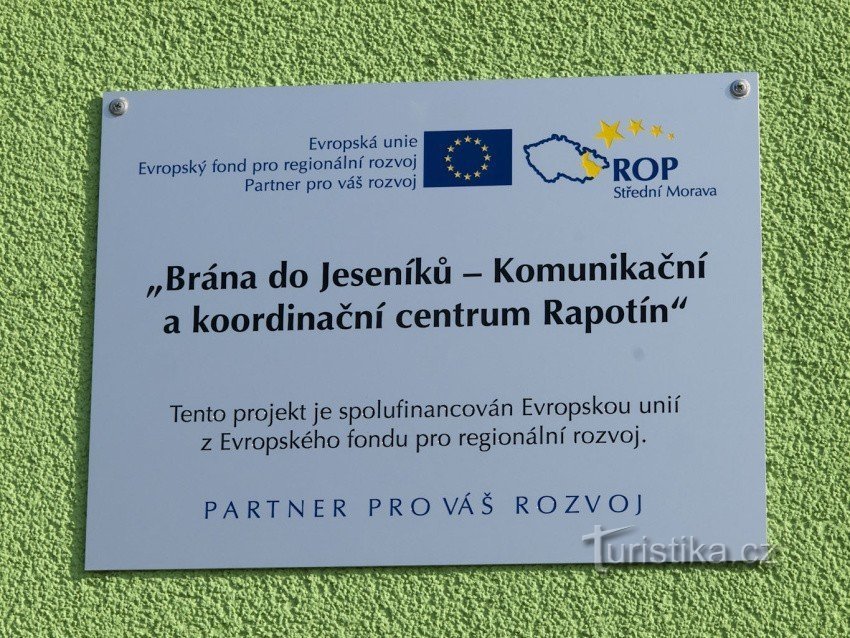 Evropská unie
Evropský fond pro regionální rozvoj
Partner pro váš rozvoj
ROP
Střední Morava
„Brána do Jeseníků – Komunikační
a koordinační centrum Rapotín“
Tento projekt je spolufinancován Evropskou unií
z Evropského fondu pro regionální rozvoj.
PARTNER PRO VÁŠ ROZVOJ
Turistika.cz